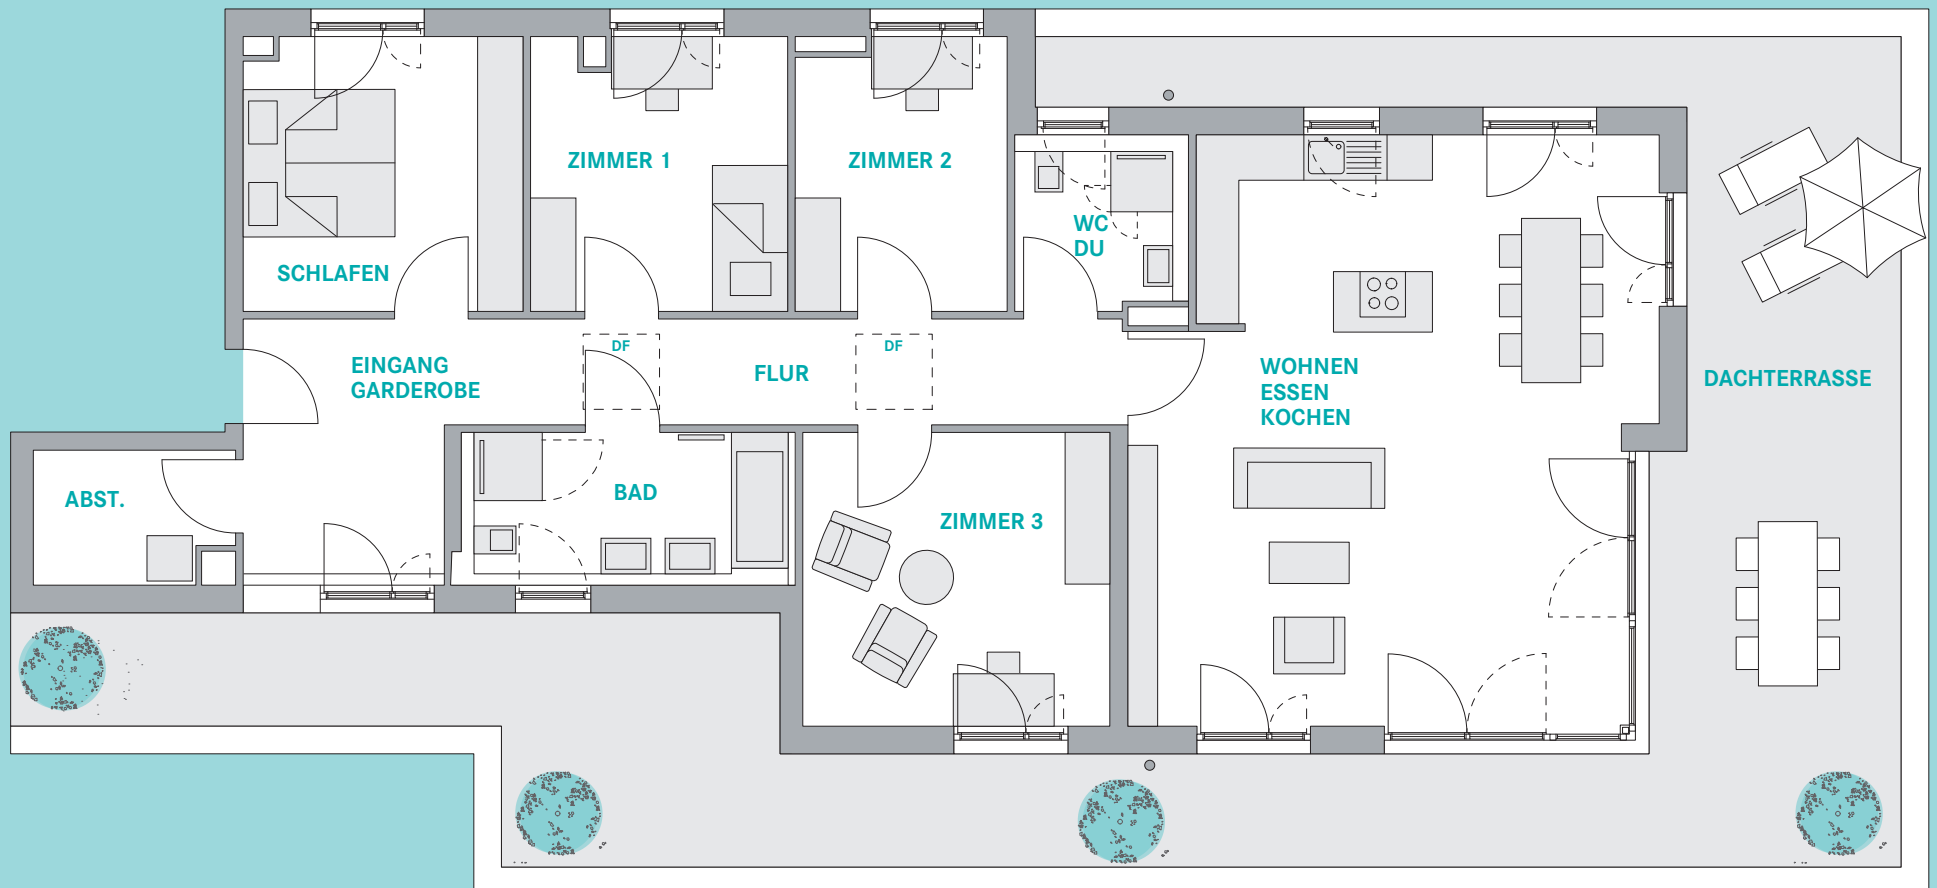 ZIMMER 1
ZIMMER 2
WC
DU
SCHLAFEN
DF
DF
EINGANG
GARDEROBE
FLUR
WOHNEN
ESSEN
KOCHEN
DACHTERRASSE
ABST.
BAD
ZIMMER 3